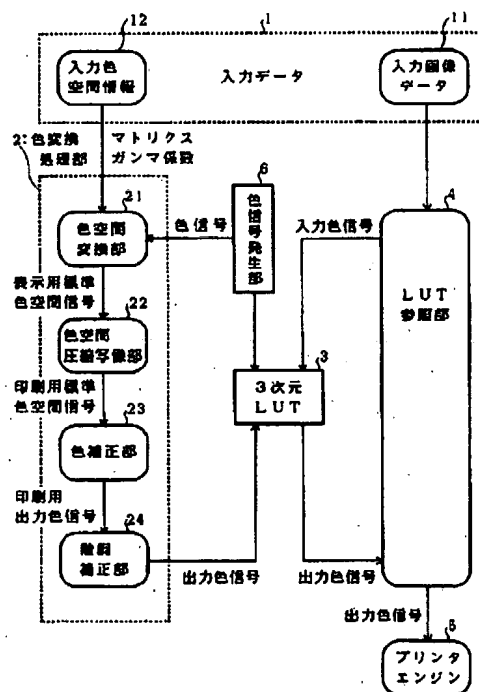 12
1
11
入力色
空間情報
入力データ
入力画像
データ
2:色変換
処理部
マトリクス
ガンマ係数
21
色空間
変換部
色信号
6
色信号発生部
入力色信号
4
LUT
参照部
表示用標準
色空間信号
22
色空間
圧縮写像部
3
3次元
LUT
印刷用標準
色空間信号
23
色補正部
印刷用
出力色信号
24
階調
補正部
出力色信号
出力色信号
出力色信号
5
プリンタ
エンジン